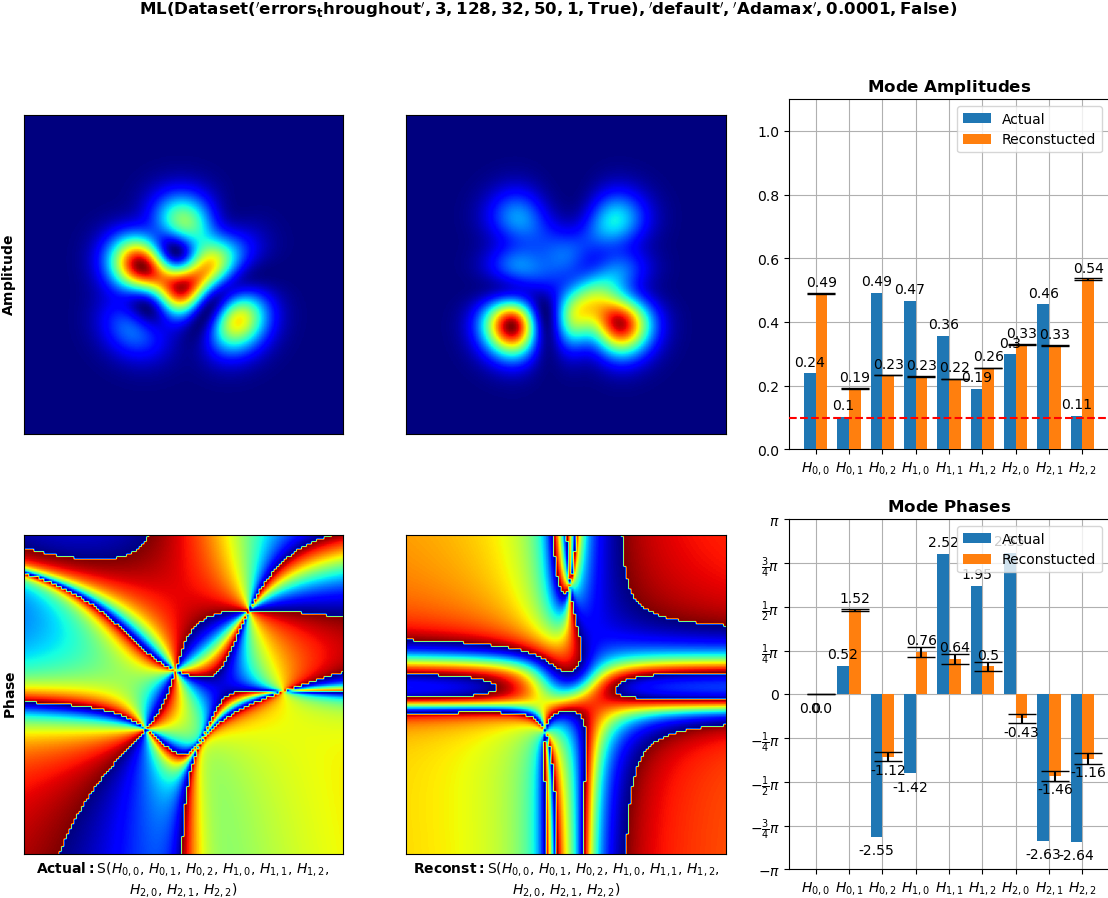 ML(Dataset('errors_throughout', 3, 128, 32, 50, 1, True), 'default', 'Adamax', 0.0001, False)
Amplitude
Mode Amplitudes
Actual
Reconstucted
1.0
0.8
0.6
0.4
0.2
0.0
0.24
0.49
0.1
0.19
0.49
0.23
0.47
0.23
0.36
0.22
0.19
0.26
0.3
0.33
0.46
0.33
0.11
0.54
H0,0 H0,1 H0,2 H1,0 H1,1 H1,2 H2,0 H2,1 H2,2
Phase
Mode Phases
Actual
Reconstucted
π
3/4π
1/2π
1/4π
0
−1/4π
−1/2π
−3/4π
−π
0.0
0.0
0.52
1.52
-2.55
-1.12
-1.42
0.76
2.52
0.64
1.95
0.5
-0.43
-2.63
-1.46
-2.64
-1.16
H0,0 H0,1 H0,2 H1,0 H1,1 H1,2 H2,0 H2,1 H2,2
Actual: S(H0,0, H0,1, H0,2, H1,0, H1,1, H1,2,
H2,0, H2,1, H2,2)
Reconst: S(H0,0, H0,1, H0,2, H1,0, H1,1, H1,2,
H2,0, H2,1, H2,2)